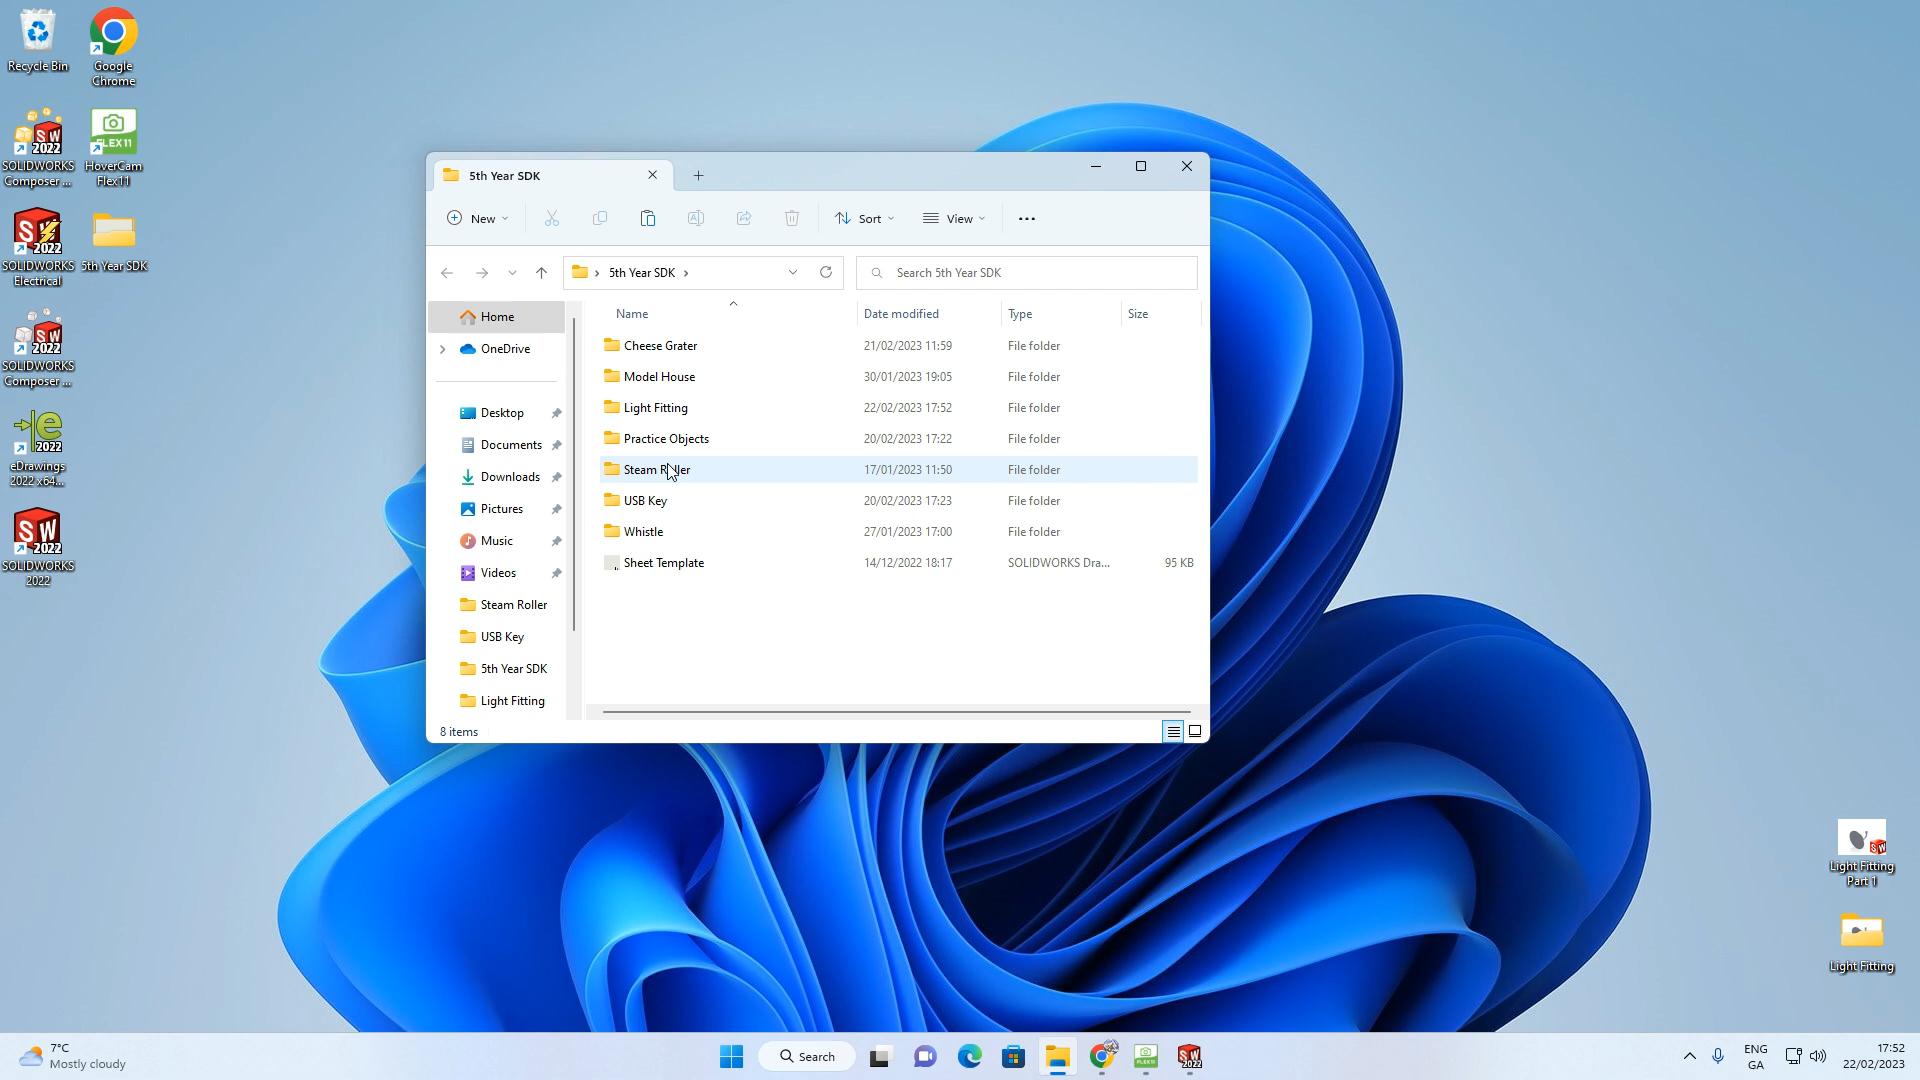 Recycle Bin
Google
Chrome
SOLIDWORKS
Composer ...
HoverCam
Flex11
SOLIDWORKS
Electrical
5th Year SDK
SOLIDWORKS
Composer ...
eDrawings
2022 x64...
SOLIDWORKS
2022
5th Year SDK
New
Sort
View
5th Year SDK
Search 5th Year SDK
Home
OneDrive
Desktop
Documents
Downloads
Pictures
Music
Videos
Steam Roller
USB Key
5th Year SDK
Light Fitting
Name Date modified Type Size
Cheese Grater 21/02/2023 11:59 File folder
Model House 30/01/2023 19:05 File folder
Light Fitting 22/02/2023 17:52 File folder
Practice Objects 20/02/2023 17:22 File folder
Steam Roller 17/01/2023 11:50 File folder
USB Key 20/02/2023 17:23 File folder
Whistle 27/01/2023 17:00 File folder
Sheet Template 14/12/2022 18:17 SOLIDWORKS Dra... 95 KB
8 items
Light Fitting
Part 1
Light Fitting
7°C
Mostly cloudy
Search
ENG
GA
17:52
22/02/2023